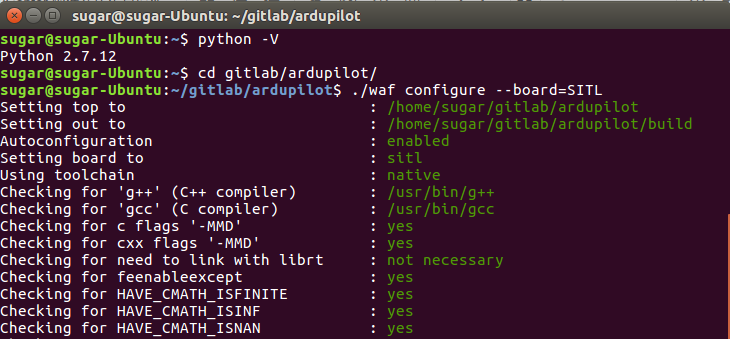 sugar@sugar-Ubuntu: ~/gitlab/ardupilot
sugar@sugar-Ubuntu:~$ python -V
Python 2.7.12
sugar@sugar-Ubuntu:~$ cd gitlab/ardupilot/
sugar@sugar-Ubuntu:~/gitlab/ardupilot$ ./waf configure --board=SITL
Setting top to : /home/sugar/gitlab/ardupilot
Setting out to : /home/sugar/gitlab/ardupilot/build
Autoconfiguration : enabled
Setting board to : sitl
Using toolchain : native
Checking for 'g++' (C++ compiler) : /usr/bin/g++
Checking for 'gcc' (C compiler) : /usr/bin/gcc
Checking for c flags '-MMD' : yes
Checking for cxx flags '-MMD' : yes
Checking for need to link with librt : not necessary
Checking for feenableexcept : yes
Checking for HAVE_CMATH_ISFINITE : yes
Checking for HAVE_CMATH_ISINF : yes
Checking for HAVE_CMATH_ISNAN : yes